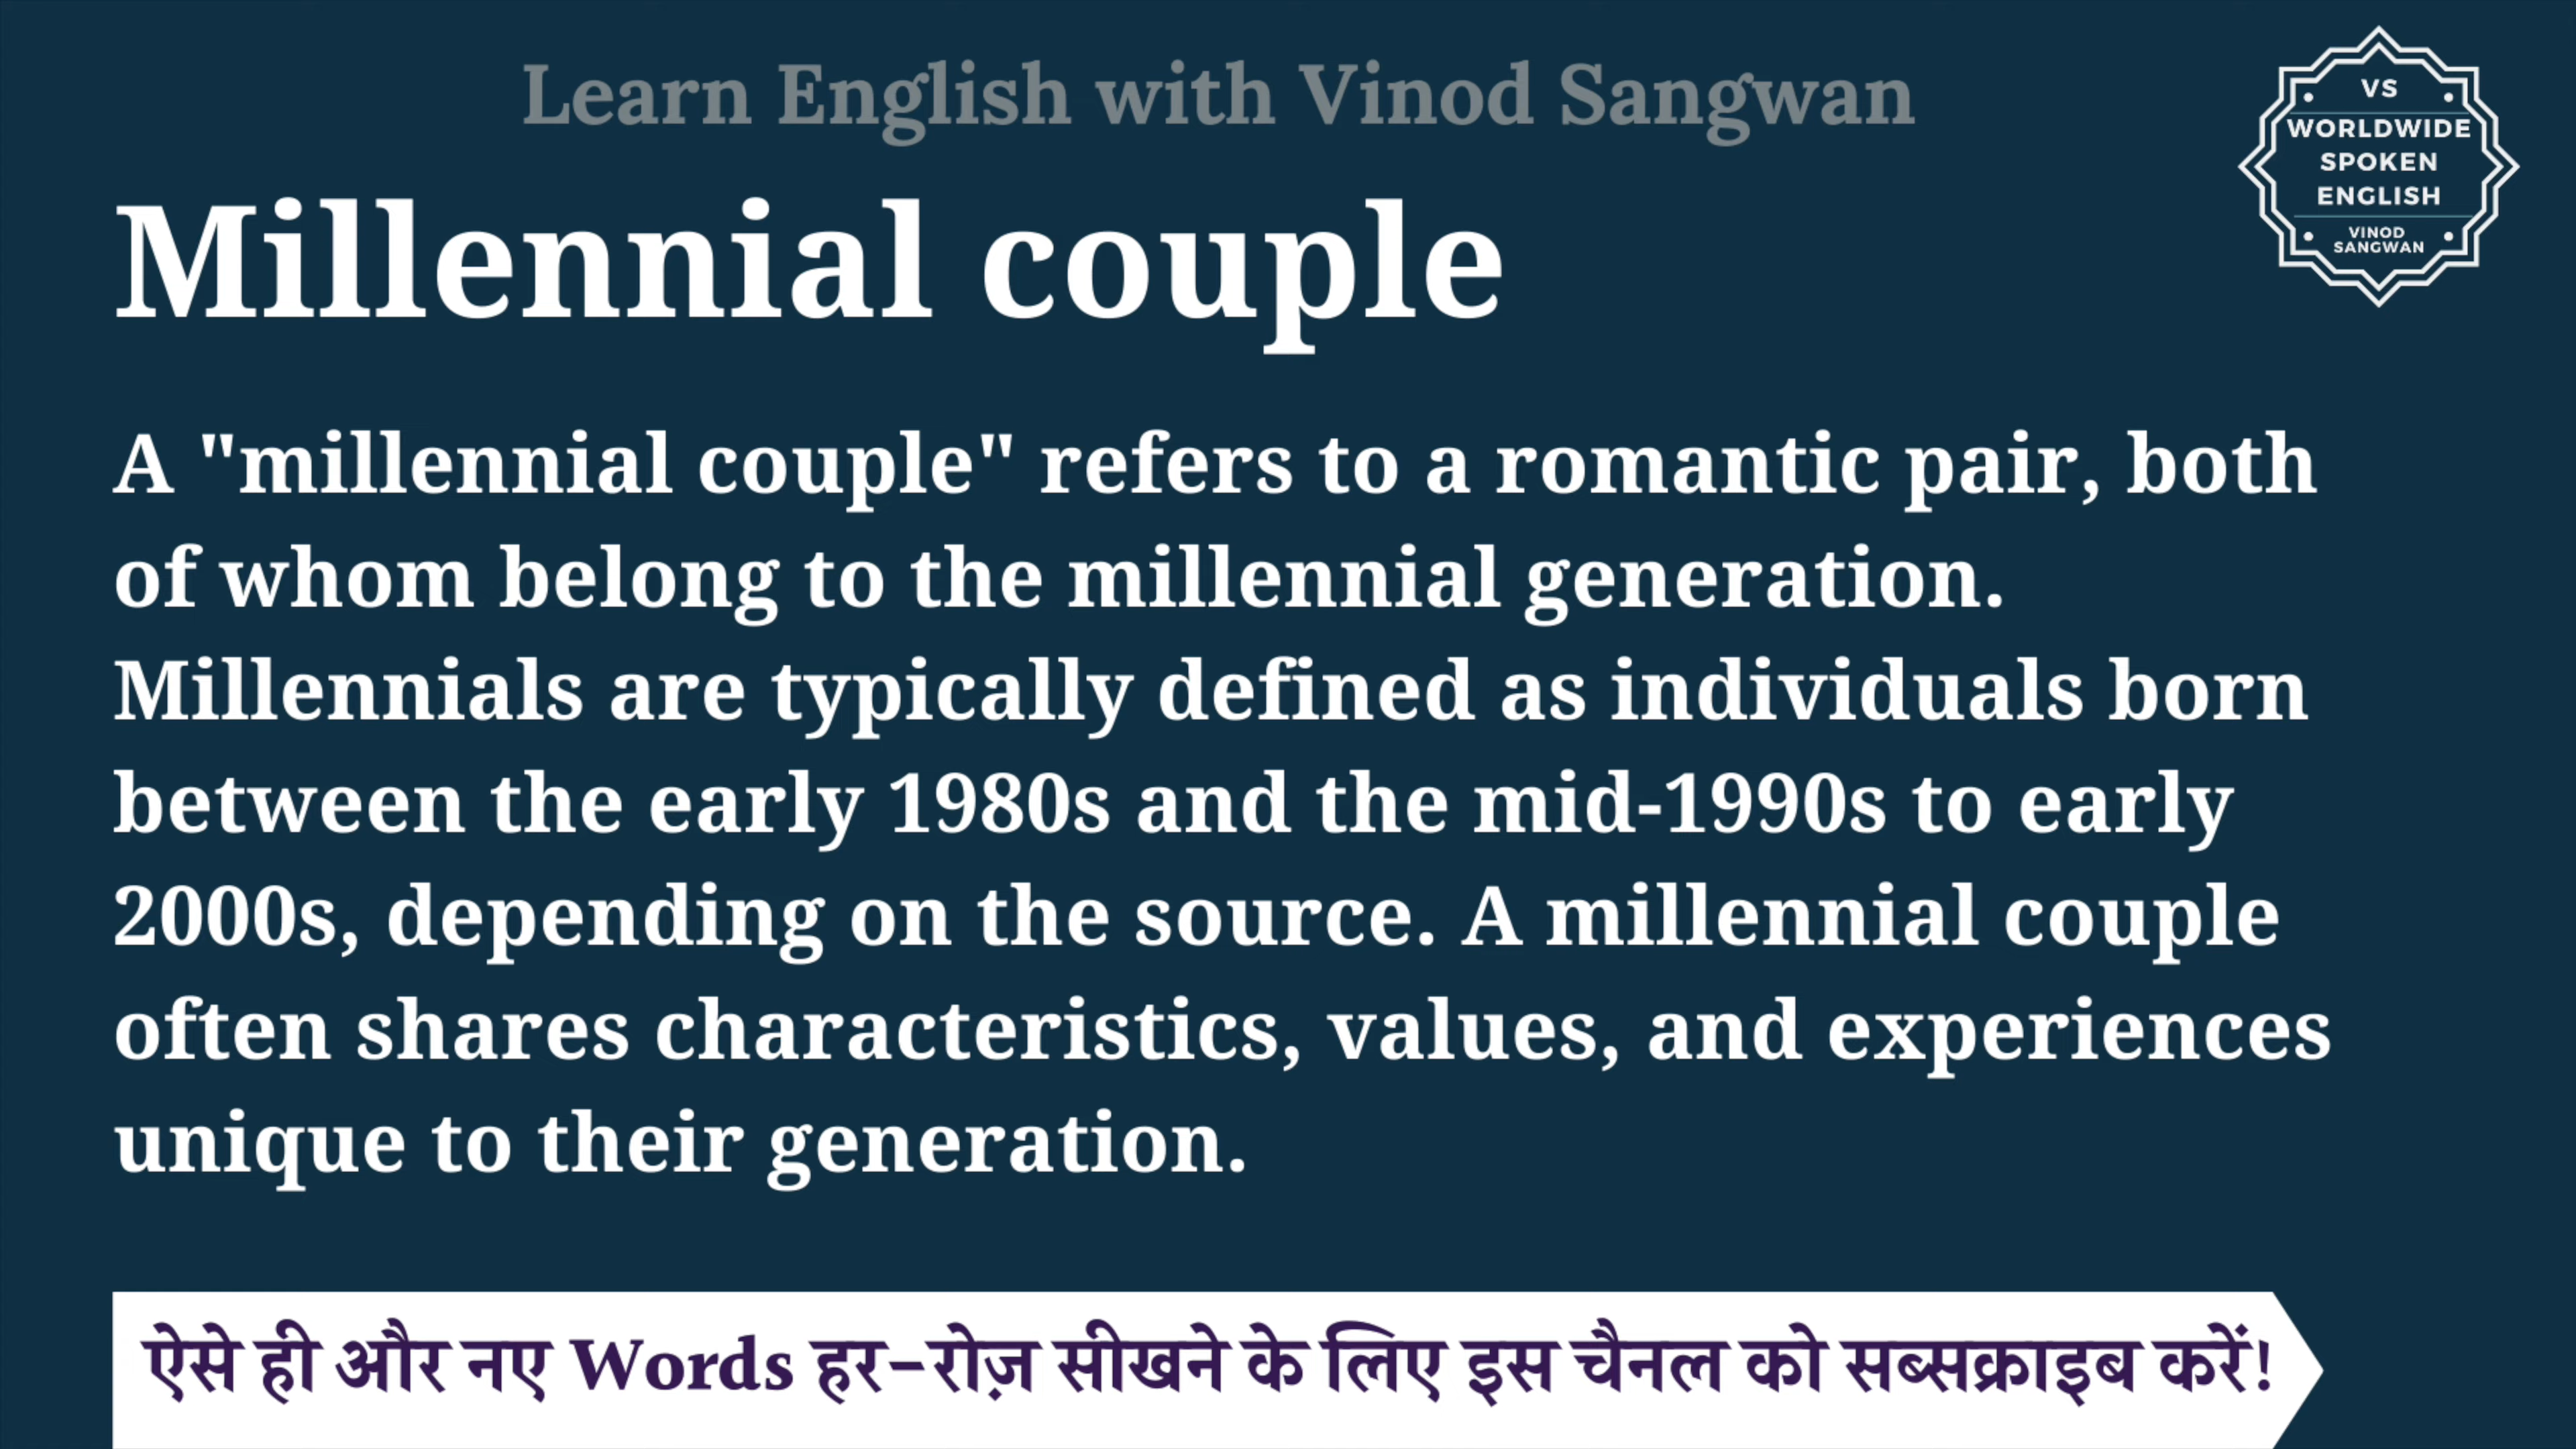 Learn English with Vinod Sangwan
VS
WORLDWIDE
SPOKEN
ENGLISH
VINOD
SANGWAN
Millennial couple
A "millennial couple" refers to a romantic pair, both
of whom belong to the millennial generation.
Millennials are typically defined as individuals born
between the early 1980s and the mid-1990s to early
2000s, depending on the source. A millennial couple
often shares characteristics, values, and experiences
unique to their generation.
ऐसे ही और नए Words हर-रोज़ सीखने के लिए इस चैनल को सब्सक्राइब करें!